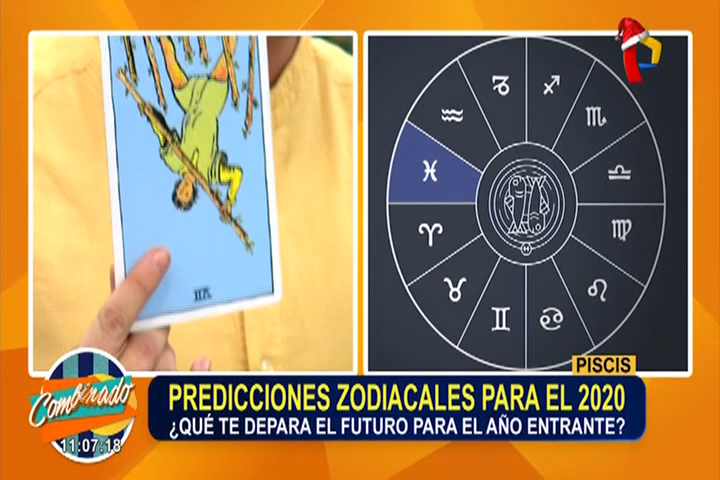 VII
PISCIS
Combinado
PREDICCIONES ZODIACALES PARA EL 2020
¿QUÉ TE DEPARA EL FUTURO PARA EL AÑO ENTRANTE?
11:07:18